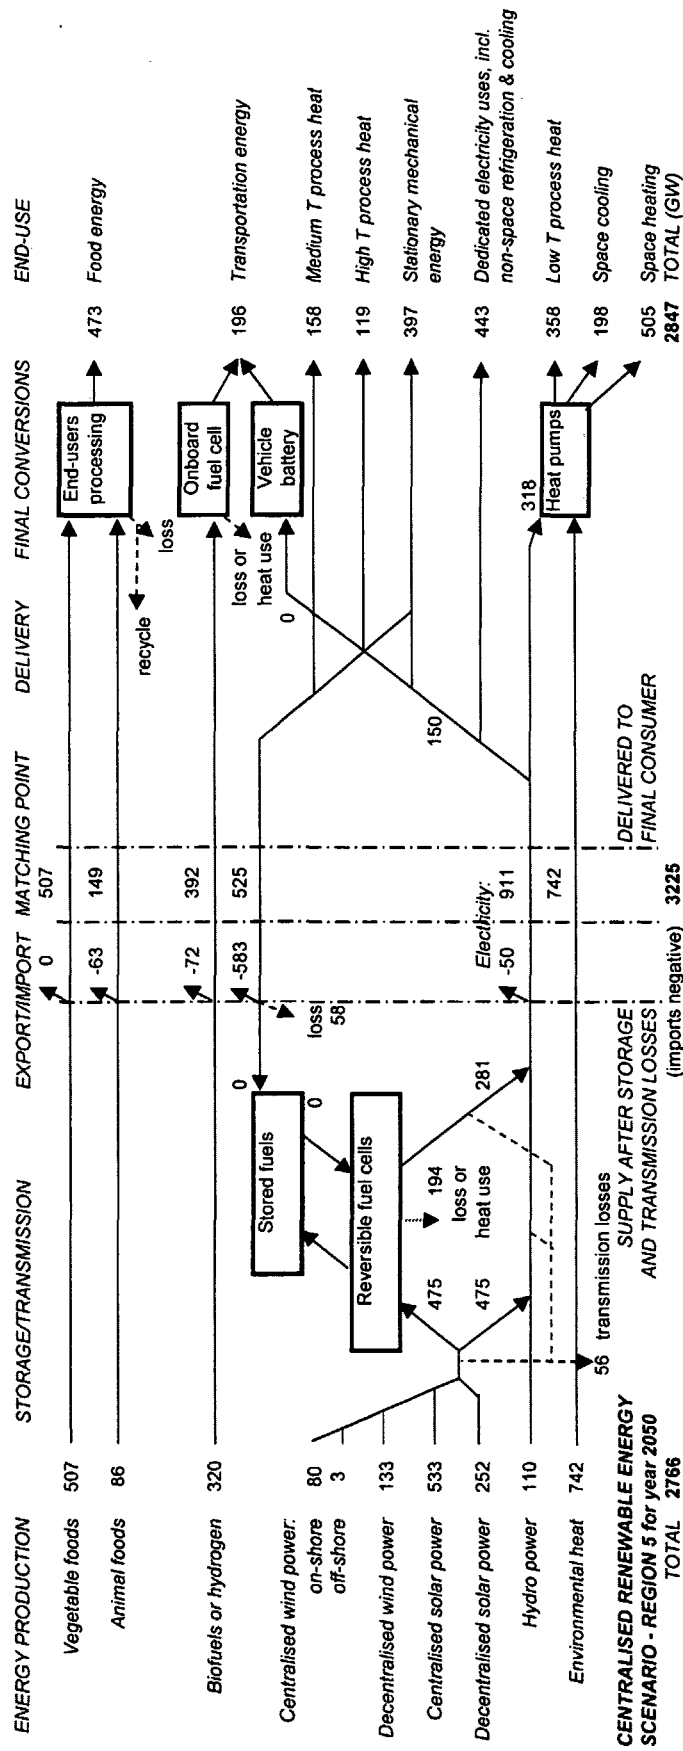 ENERGY PRODUCTION STORAGE/TRANSMISSION EXPORT/IMPORT MATCHING POINT DELIVERY FINAL CONVERSIONS END-USE
Vegetable foods 507 0 507
End-users
processing
473 Food energy
Animal foods 86 -63 149
recycle
loss
Biofuels or hydrogen 320 -72 392
Onboard
fuel cell
196 Transportation energy
loss or
heat use
Vehicle
battery
0
Stored fuels
0
-583 525
loss
58
0
Centralised wind power:
on-shore 80
off-shore 3
158 Medium T process heat
Reversible fuel cells
119 High T process heat
Decentralised wind power 133
397 Stationary mechanical
energy
194
loss or
heat use
150
Centralised solar power 533
475
Decentralised solar power 252
475
281
Electricity:
443 Dedicated electricity uses, incl.
non-space refrigeration & cooling
Hydro power 110
-50 911
318
Heat pumps
358 Low T process heat
Environmental heat 742
742
198 Space cooling
56 transmission losses
505 Space heating
CENTRALISED RENEWABLE ENERGY
SCENARIO - REGION 5 for year 2050
SUPPLY AFTER STORAGE
AND TRANSMISSION LOSSES
DELIVERED TO
FINAL CONSUMER
TOTAL 2766 (imports negative) 3225 2847 TOTAL (GW)